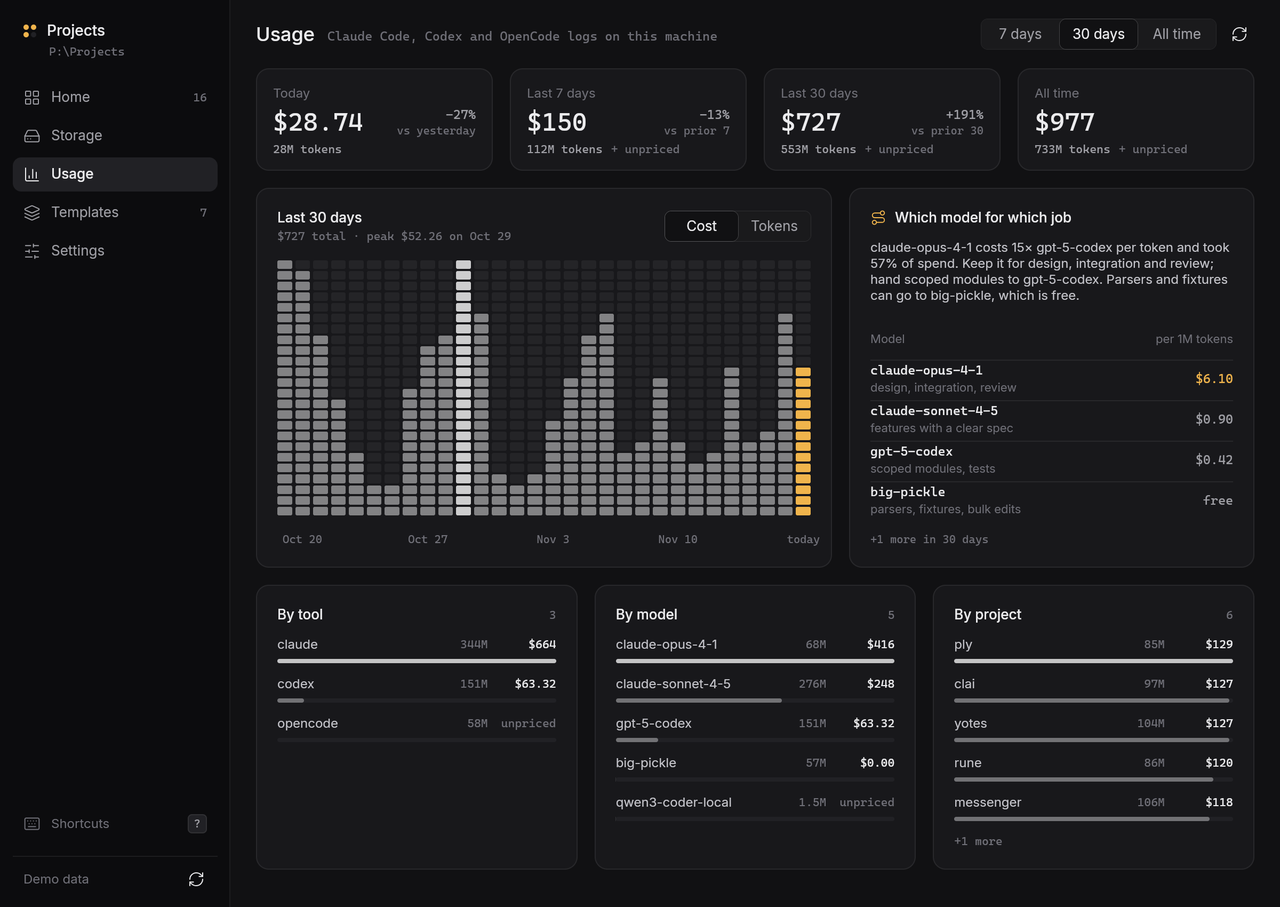 Projects
P:\Projects
Home 16
Storage
Usage
Templates 7
Settings
Shortcuts ?
Demo data
Usage Claude Code, Codex and OpenCode logs on this machine
7 days 30 days All time
Today
$28.74 −27%
vs yesterday
28M tokens
Last 7 days
$150 −13%
vs prior 7
112M tokens + unpriced
Last 30 days
$727 +191%
vs prior 30
553M tokens + unpriced
All time
$977
733M tokens + unpriced
Last 30 days
$727 total · peak $52.26 on Oct 29
Cost Tokens
Oct 20 Oct 27 Nov 3 Nov 10 today
Which model for which job
claude-opus-4-1 costs 15× gpt-5-codex per token and took
57% of spend. Keep it for design, integration and review;
hand scoped modules to gpt-5-codex. Parsers and fixtures
can go to big-pickle, which is free.
Model per 1M tokens
claude-opus-4-1 $6.10
design, integration, review
claude-sonnet-4-5 $0.90
features with a clear spec
gpt-5-codex $0.42
scoped modules, tests
big-pickle free
parsers, fixtures, bulk edits
+1 more in 30 days
By tool 3
claude 344M $664
codex 151M $63.32
opencode 58M unpriced
By model 5
claude-opus-4-1 68M $416
claude-sonnet-4-5 276M $248
gpt-5-codex 151M $63.32
big-pickle 57M $0.00
qwen3-coder-local 1.5M unpriced
By project 6
ply 85M $129
clai 97M $127
yotes 104M $127
rune 86M $120
messenger 106M $118
+1 more